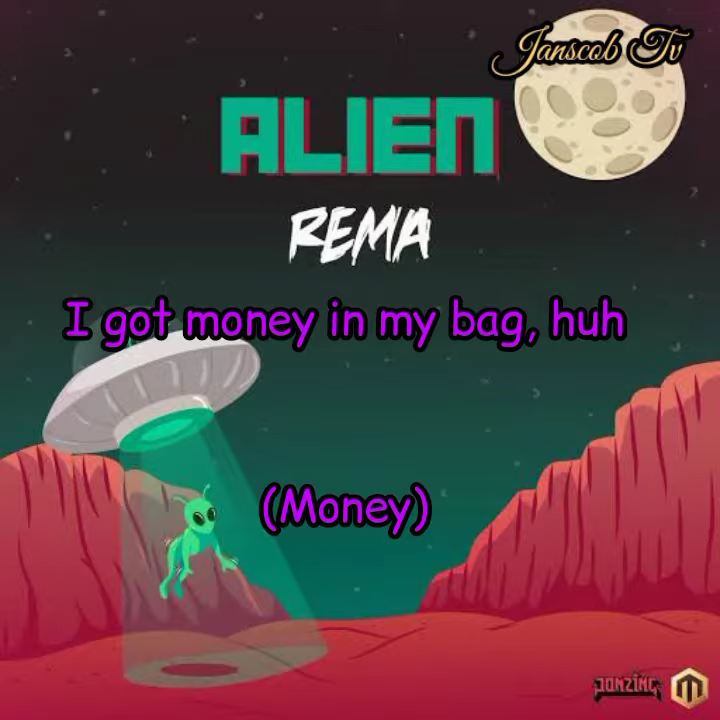 Janscob Tv
ALIEN
REMA
I got money in my bag, huh
(Money)
JONZING
M